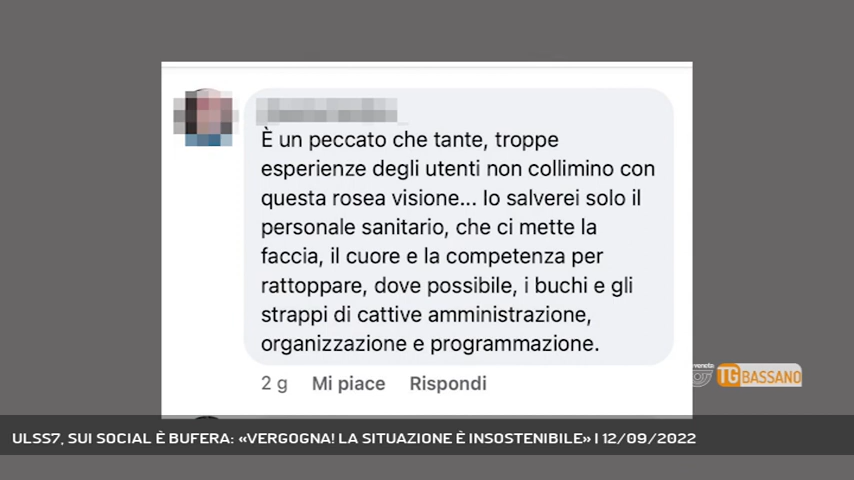 È un peccato che tante, troppe
esperienze degli utenti non collimino con
questa rosea visione... Io salverei solo il
personale sanitario, che ci mette la
faccia, il cuore e la competenza per
rattoppare, dove possibile, i buchi e gli
strappi di cattive amministrazione,
organizzazione e programmazione.
2 g Mi piace Rispondi
TG BASSANO
ULSS7, SUI SOCIAL È BUFERA: «VERGOGNA! LA SITUAZIONE È INSOSTENIBILE» | 12/09/2022